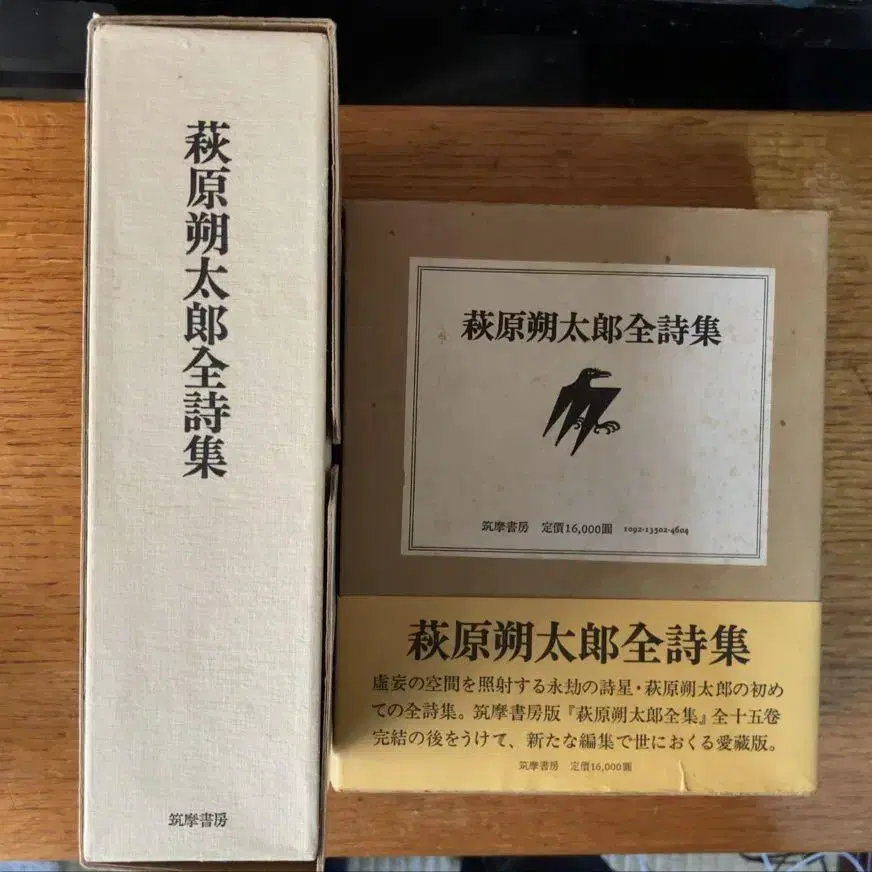 萩原朔太郎全詩集
筑摩書房
萩原朔太郎全詩集
筑摩書房 定價16,000圓 1092-13502-4604
萩原朔太郎全詩集
虚妄の空間を照射する永劫の詩星・萩原朔太郎の初め
ての全詩集。筑摩書房版『萩原朔太郎全集』全十五卷
完結の後をうけて、新たな編集で世におくる愛藏版。
筑摩書房 定價16,000圓